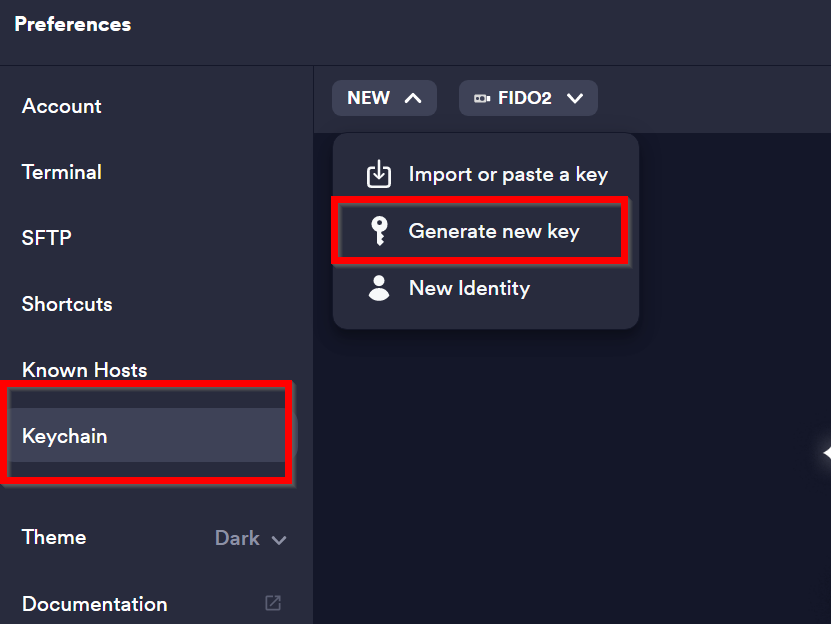 Preferences
Account
Terminal
SFTP
Shortcuts
Known Hosts
Keychain
Theme Dark
Documentation
NEW FIDO2
Import or paste a key
Generate new key
New Identity